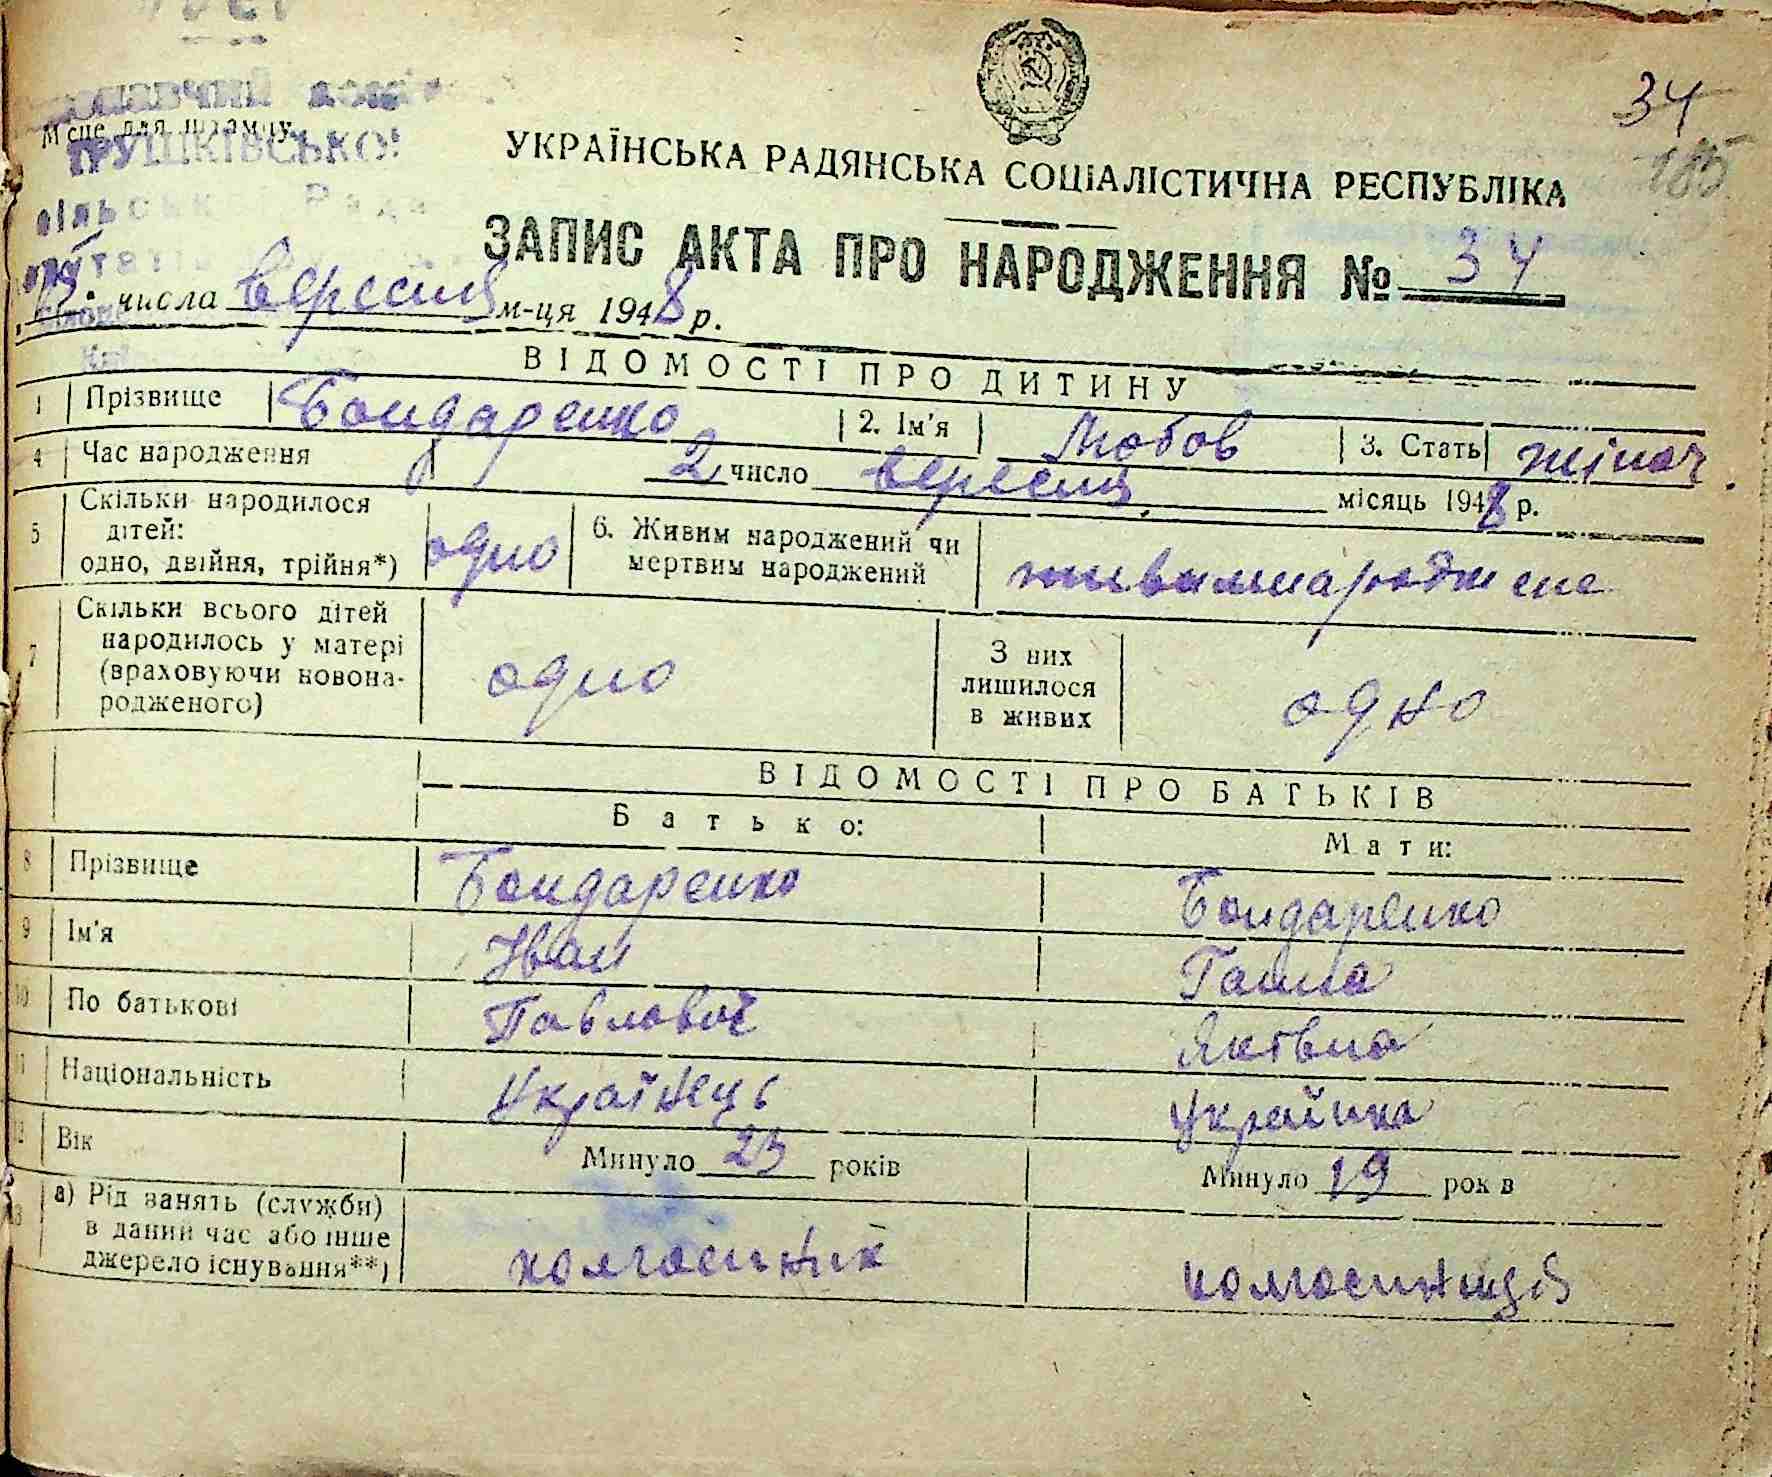 34
185
Місце для штампу
ГРУШКІВСЬКОЇ
УКРАЇНСЬКА РАДЯНСЬКА СОЦІАЛІСТИЧНА РЕСПУБЛІКА
ЗАПИС АКТА ПРО НАРОДЖЕННЯ № 34
числа вересня м-ця 1948 р.
ВІДОМОСТІ ПРО ДИТИНУ
1 Прізвище Бондаренко 2. Ім'я Любов 3. Стать жіноч.
4 Час народження 2 число вересня місяць 1948 р.
5 Скільки народилося дітей: одно, двійня, трійня*) одно 6. Живим народжений чи мертвим народжений живимнароджене
7 Скільки всього дітей народилось у матері (враховуючи новонародженого) одно З них лишилося в живих одно
ВІДОМОСТІ ПРО БАТЬКІВ
Батько: Мати:
8 Прізвище Бондаренко Бондаренко
9 Ім'я Іван Ганна
10 По батькові Павлович Яківна
11 Національність Українець Українка
12 Вік Минуло 23 років Минуло 19 рок в
13 а) Рід занять (служби) в даний час або інше джерело існування**) колгоспник колгоспниця